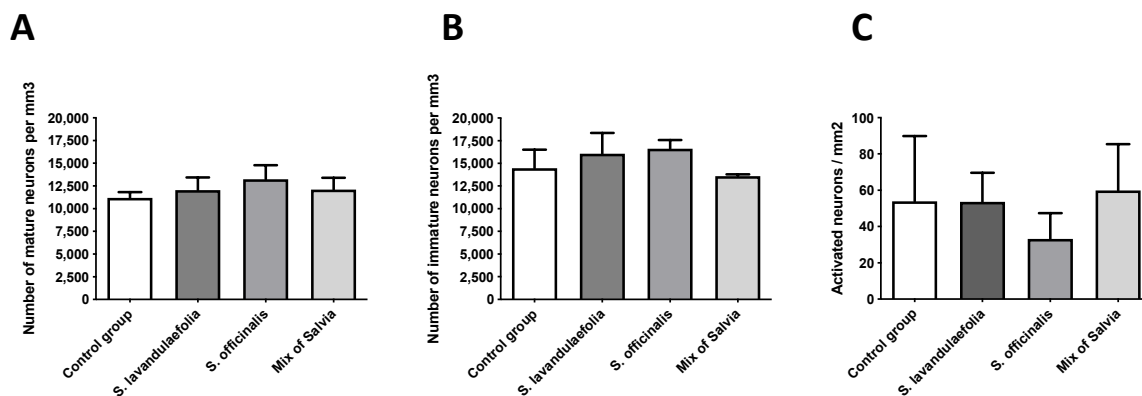 A
Number of mature neurons per mm3
20,000
17,500
15,000
12,500
10,000
7,500
5,000
2,500
0
Control group
S. lavandulaefolia
S. officinalis
Mix of Salvia
B
Number of immature neurons per mm3
20,000
17,500
15,000
12,500
10,000
7,500
5,000
2,500
0
Control group
S. lavandulaefolia
S. officinalis
Mix of Salvia
C
Activated neurons / mm2
100
80
60
40
20
0
Control group
S. lavandulaefolia
S. officinalis
Mix of Salvia